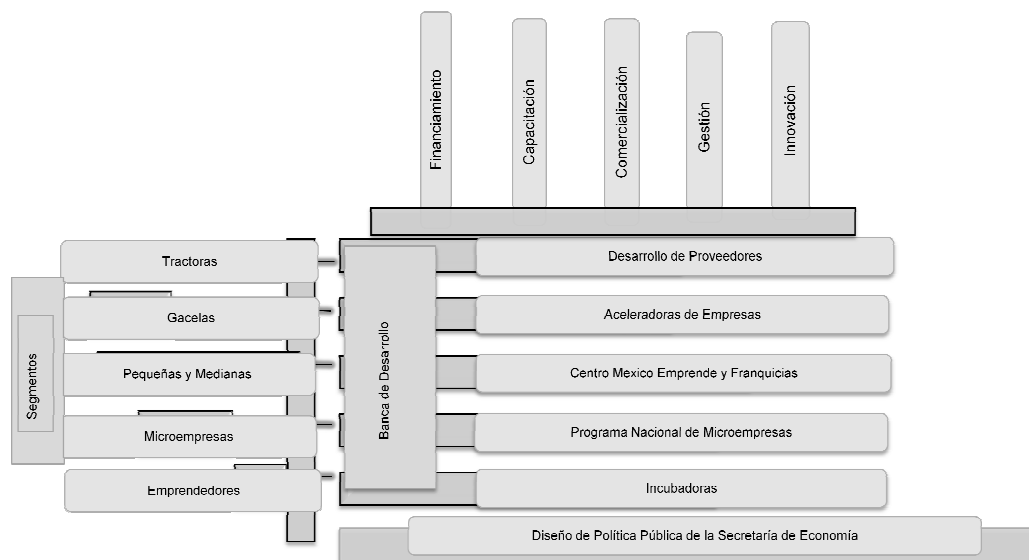 Financiamiento
Capacitación
Comercialización
Gestión
Innovación
Segmentos
Tractoras
Gacelas
Pequeñas y Medianas
Microempresas
Emprendedores
Banca de Desarrollo
Desarrollo de Proveedores
Aceleradoras de Empresas
Centro Mexico Emprende y Franquicias
Programa Nacional de Microempresas
Incubadoras
Diseño de Política Pública de la Secretaría de Economía